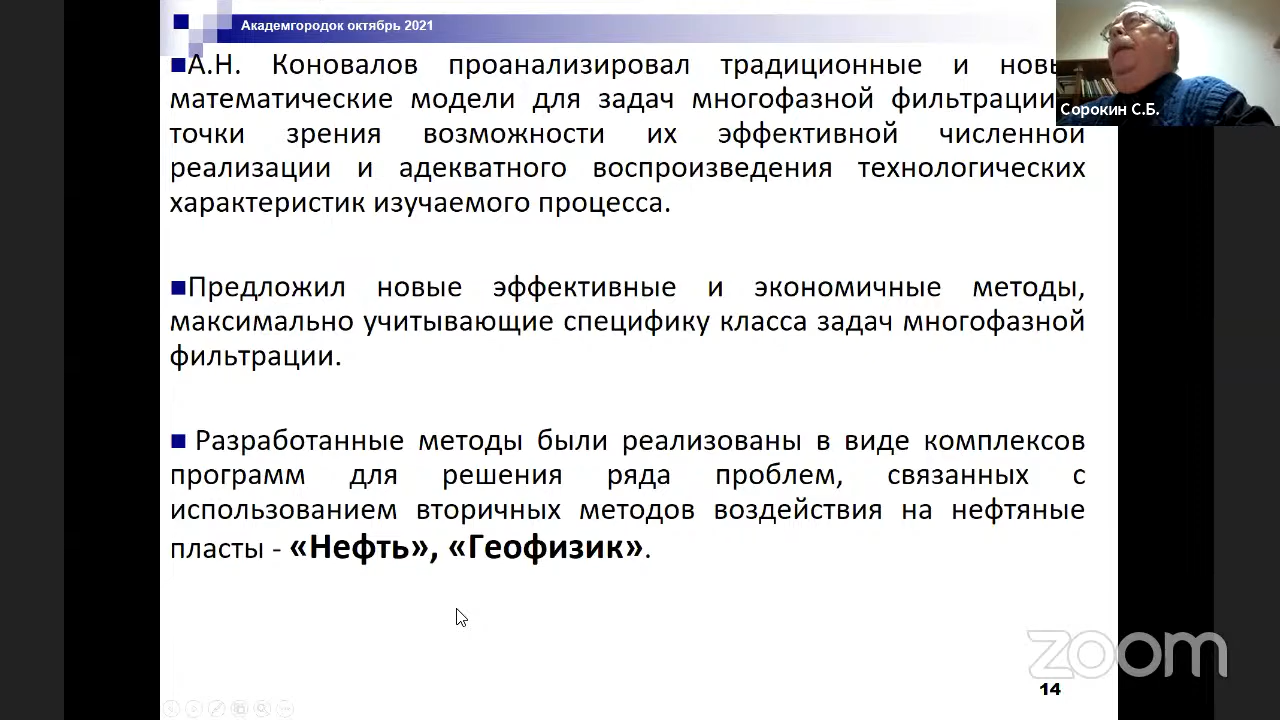 Академгородок октябрь 2021
А.Н. Коновалов проанализировал традиционные и
математические модели для задач многофазной фильтрации
точки зрения возможности их эффективной численной
реализации и адекватного воспроизведения технологических
характеристик изучаемого процесса.
Предложил новые эффективные и экономичные методы,
максимально учитывающие специфику класса задач многофазной
фильтрации.
Разработанные методы были реализованы в виде комплексов
программ для решения ряда проблем, связанных с
использованием вторичных методов воздействия на нефтяные
пласты - «Нефть», «Геофизик».
Сорокин С.Б.
zoom
14